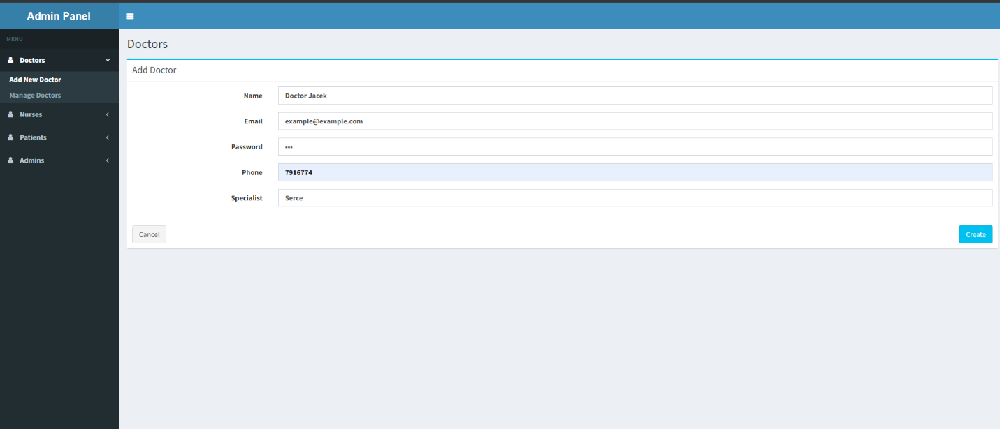 Admin Panel
MENU
Doctors
Add New Doctor
Manage Doctors
Nurses
Patients
Admins
Doctors
Add Doctor
Name Doctor Jacek
Email example@example.com
Password •••
Phone 7916774
Specialist Serce
Cancel Create